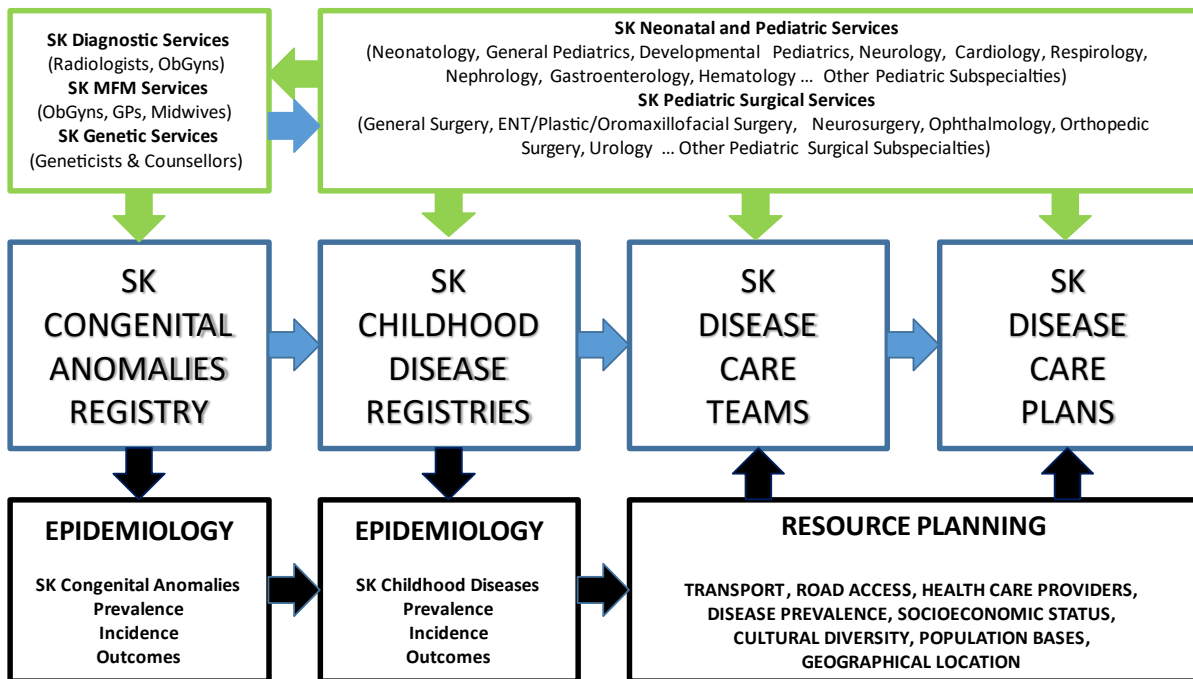 SK Diagnostic Services
(Radiologists, ObGyns)
SK MFM Services
(ObGyns, GPs, Midwives)
SK Genetic Services
(Geneticists & Counsellors)
SK Neonatal and Pediatric Services
(Neonatology, General Pediatrics, Developmental Pediatrics, Neurology, Cardiology, Respirology,
Nephrology, Gastroenterology, Hematology ... Other Pediatric Subspecialties)
SK Pediatric Surgical Services
(General Surgery, ENT/Plastic/Oromaxillofacial Surgery, Neurosurgery, Ophthalmology, Orthopedic
Surgery, Urology ... Other Pediatric Surgical Subspecialties)
SK
CONGENITAL
ANOMALIES
REGISTRY
SK
CHILDHOOD
DISEASE
REGISTRIES
SK
DISEASE
CARE
TEAMS
SK
DISEASE
CARE
PLANS
EPIDEMIOLOGY
SK Congenital Anomalies
Prevalence
Incidence
Outcomes
EPIDEMIOLOGY
SK Childhood Diseases
Prevalence
Incidence
Outcomes
RESOURCE PLANNING
TRANSPORT, ROAD ACCESS, HEALTH CARE PROVIDERS,
DISEASE PREVALENCE, SOCIOECONOMIC STATUS,
CULTURAL DIVERSITY, POPULATION BASES,
GEOGRAPHICAL LOCATION